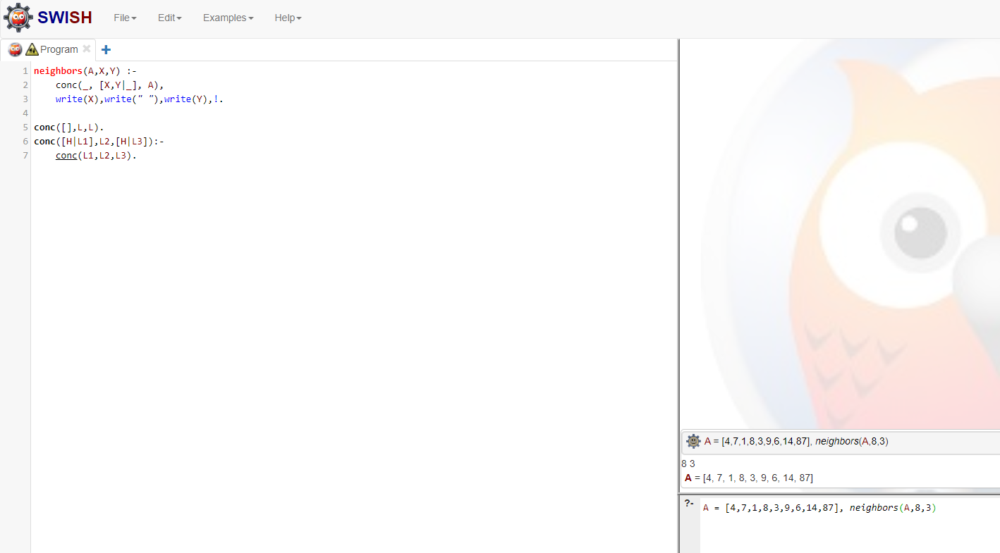 SWISH File Edit Examples Help
Program
1 neighbors(A,X,Y) :-
2 conc(_, [X,Y|_], A),
3 write(X),write(“ ”),write(Y),!.
4
5 conc([],L,L).
6 conc([H|L1],L2,[H|L3]):-
7 conc(L1,L2,L3).
A = [4,7,1,8,3,9,6,14,87], neighbors(A,8,3)
8 3
A = [4, 7, 1, 8, 3, 9, 6, 14, 87]
?- A = [4,7,1,8,3,9,6,14,87], neighbors(A,8,3)